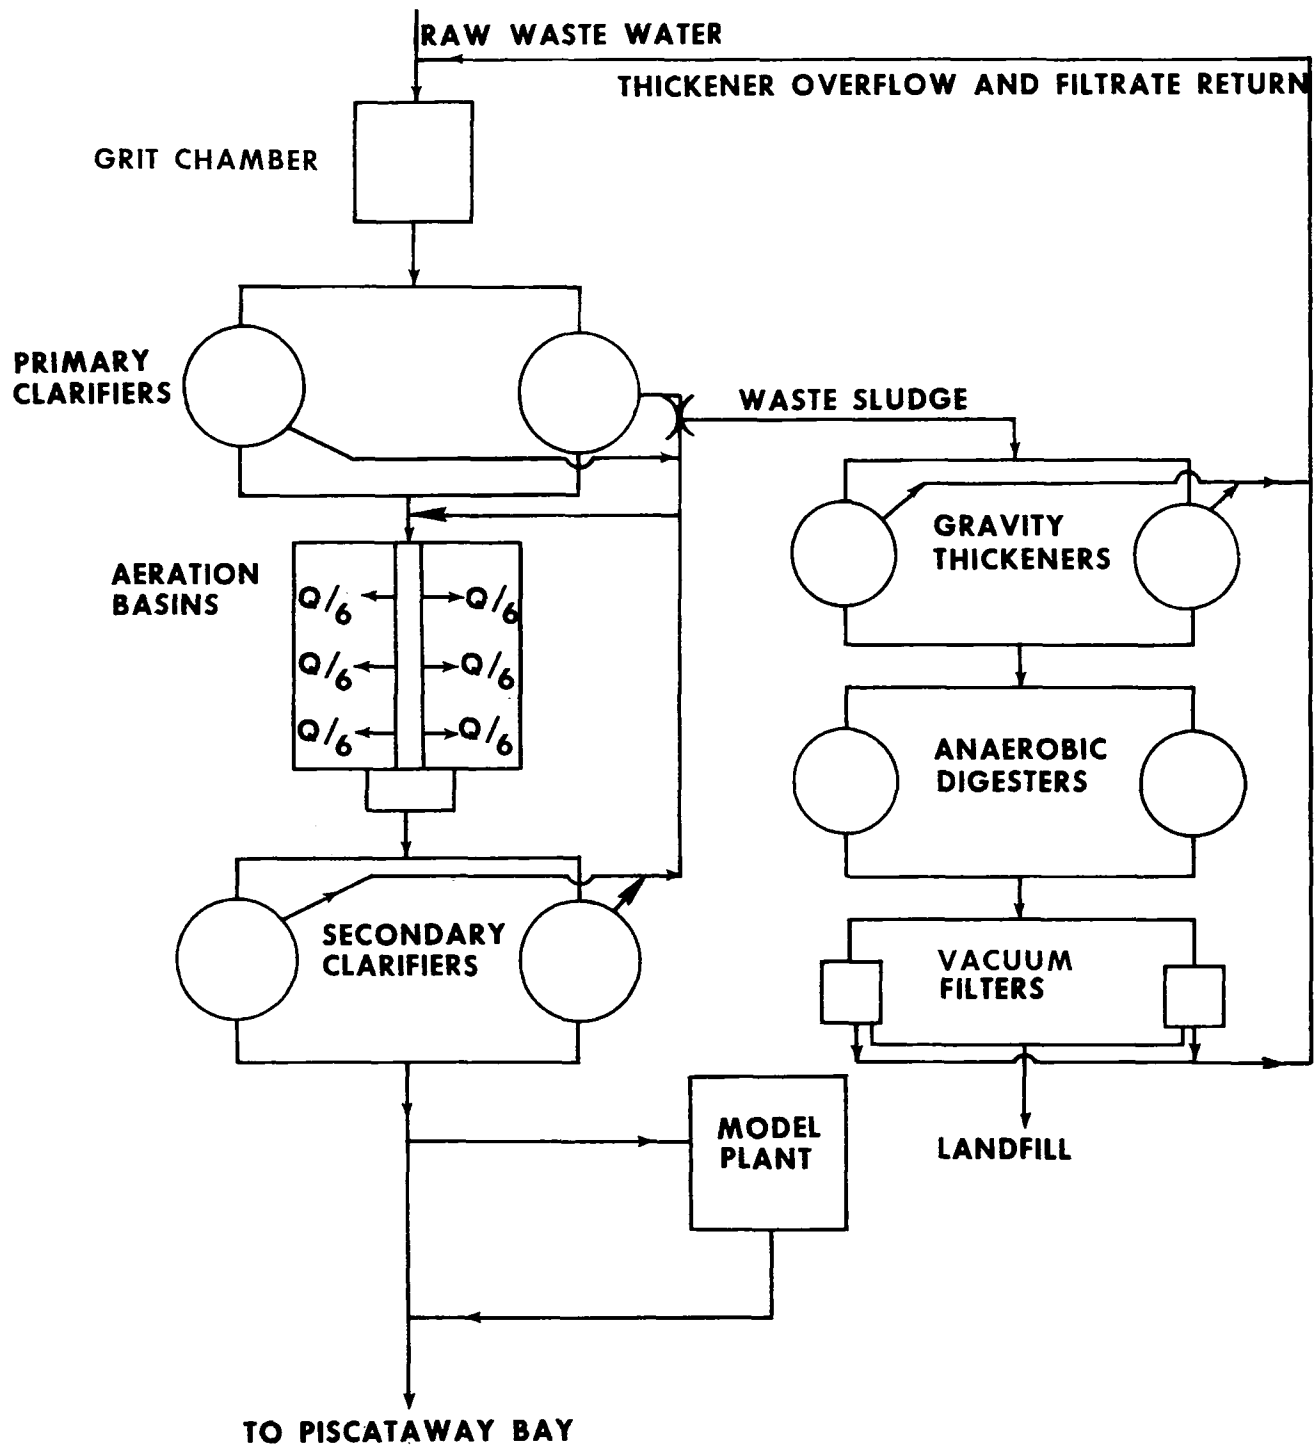 RAW WASTE WATER
THICKENER OVERFLOW AND FILTRATE RETURN
GRIT CHAMBER
PRIMARY
CLARIFIERS
WASTE SLUDGE
GRAVITY
THICKENERS
AERATION
BASINS
Q/6 Q/6
Q/6 Q/6
Q/6 Q/6
ANAEROBIC
DIGESTERS
SECONDARY
CLARIFIERS
VACUUM
FILTERS
MODEL
PLANT
LANDFILL
TO PISCATAWAY BAY